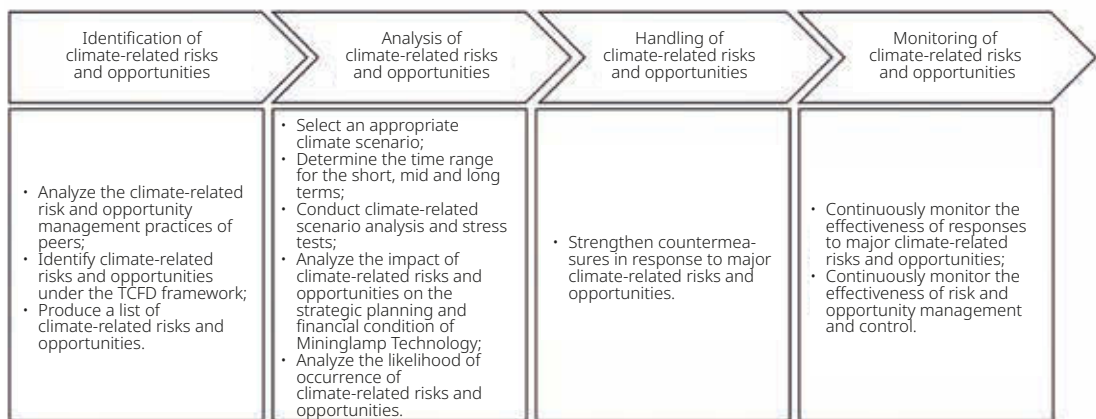 Identification of
climate-related risks
and opportunities
Analysis of
climate-related risks
and opportunities
Handling of
climate-related risks
and opportunities
Monitoring of
climate-related risks
and opportunities
• Analyze the climate-related
risk and opportunity
management practices of
peers;
• Identify climate-related
risks and opportunities
under the TCFD framework;
• Produce a list of
climate-related risks and
opportunities.
• Select an appropriate
climate scenario;
• Determine the time range
for the short, mid and long
terms;
• Conduct climate-related
scenario analysis and stress
tests;
• Analyze the impact of
climate-related risks and
opportunities on the
strategic planning and
financial condition of
Mininglamp Technology;
• Analyze the likelihood of
occurrence of
climate-related risks and
opportunities.
• Strengthen countermea-
sures in response to major
climate-related risks and
opportunities.
• Continuously monitor the
effectiveness of responses
to major climate-related
risks and opportunities;
• Continuously monitor the
effectiveness of risk and
opportunity management
and control.